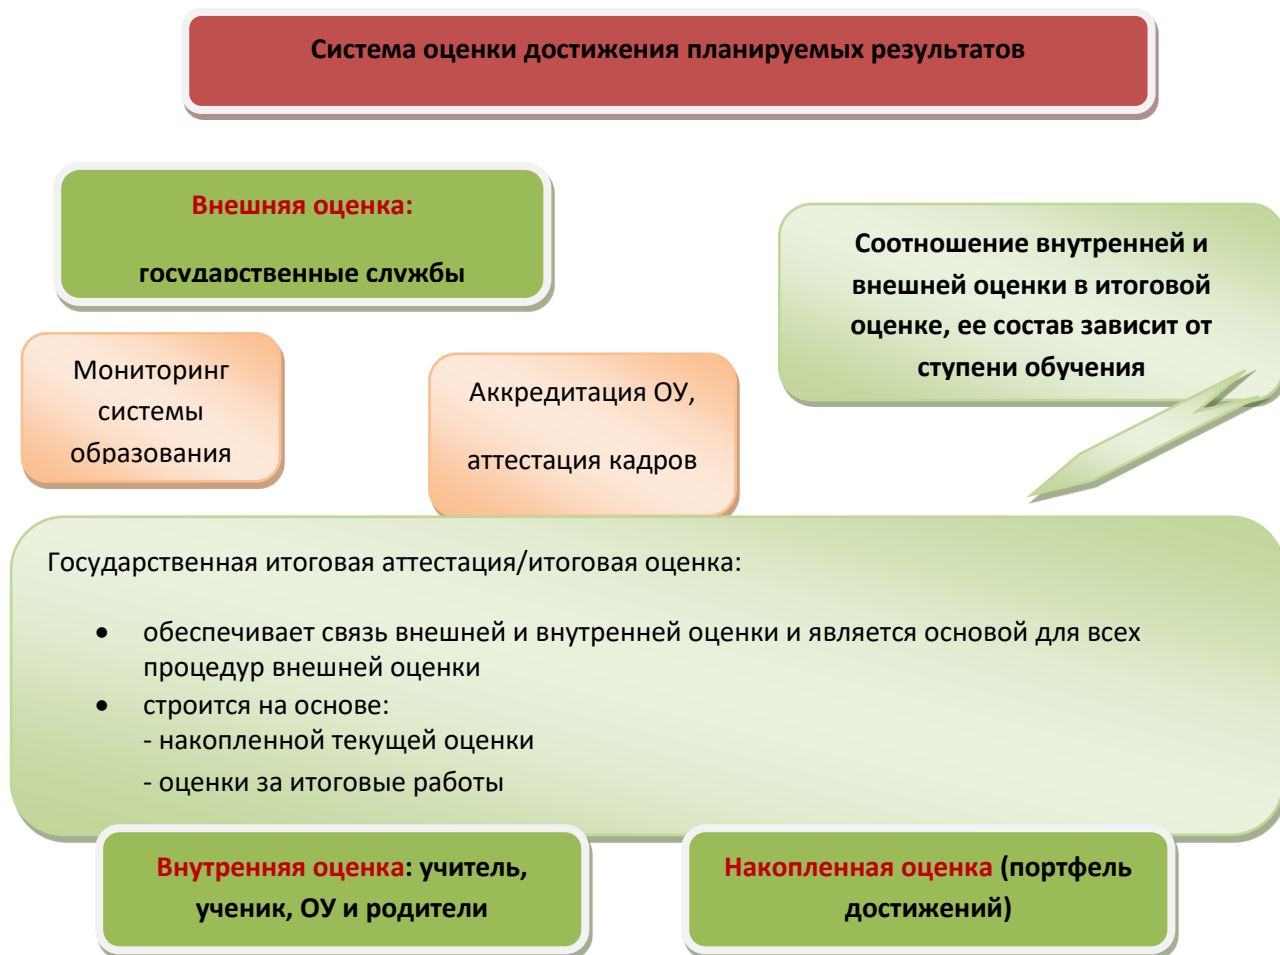 Система оценки достижения планируемых результатов
Внешняя оценка:
государственные службы
Соотношение внутренней и
внешней оценки в итоговой
оценке, ее состав зависит от
ступени обучения
Мониторинг
системы
образования
Аккредитация ОУ,
аттестация кадров
Государственная итоговая аттестация/итоговая оценка:
• обеспечивает связь внешней и внутренней оценки и является основой для всех
процедур внешней оценки
• строится на основе:
- накопленной текущей оценки
- оценки за итоговые работы
Внутренняя оценка: учитель,
ученик, ОУ и родители
Накопленная оценка (портфель
достижений)